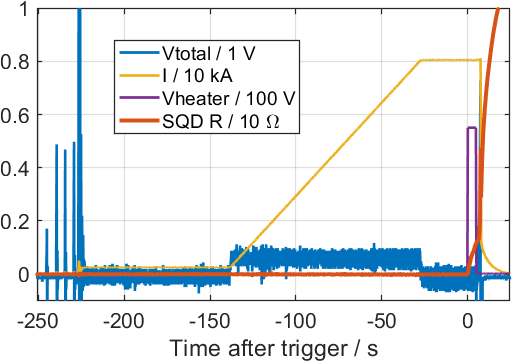 1
0.8
0.6
0.4
0.2
0
Vtotal / 1 V
I / 10 kA
Vheater / 100 V
SQD R / 10 Ω
-250 -200 -150 -100 -50 0
Time after trigger / s